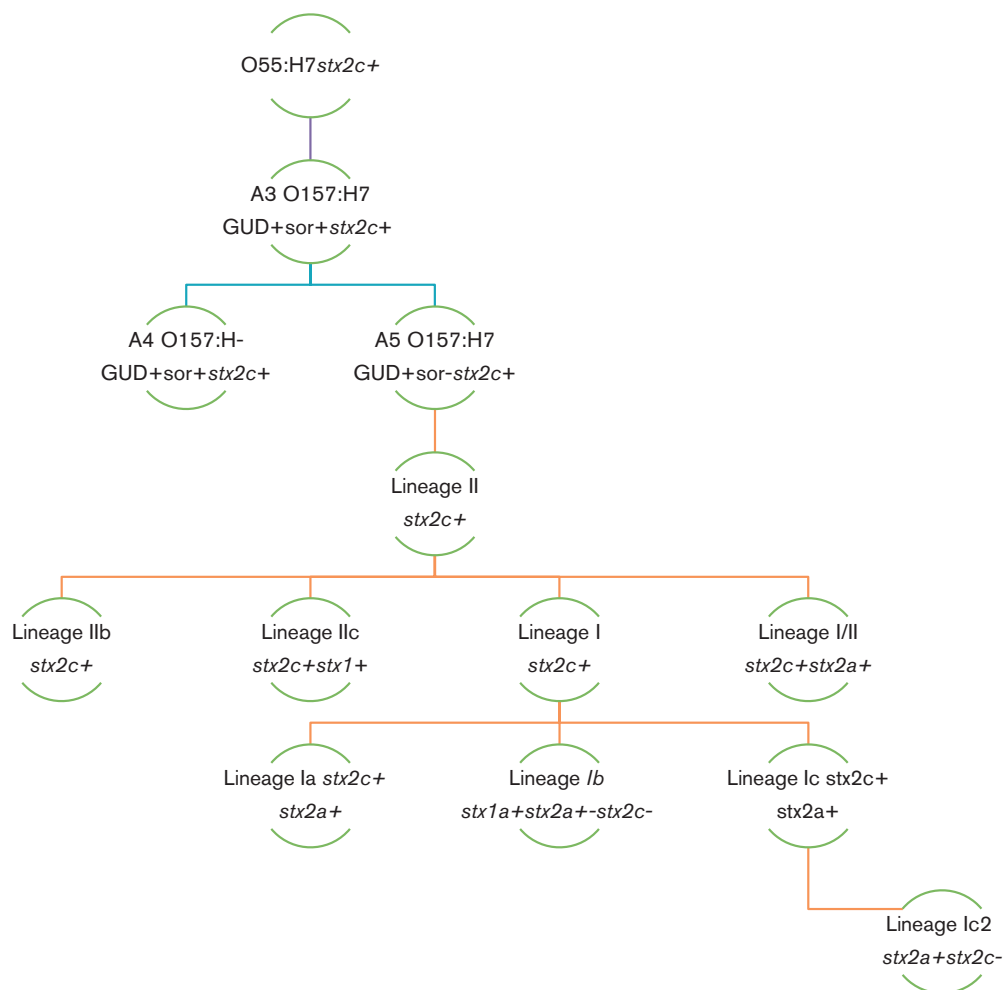 O55:H7stx2c+
A3 O157:H7
GUD+sor+stx2c+
A4 O157:H-
GUD+sor+stx2c+
A5 O157:H7
GUD+sor-stx2c+
Lineage II
stx2c+
Lineage IIb
stx2c+
Lineage IIc
stx2c+stx1+
Lineage I
stx2c+
Lineage I/II
stx2c+stx2a+
Lineage Ia stx2c+
stx2a+
Lineage Ib
stx1a+stx2a+-stx2c-
Lineage Ic stx2c+
stx2a+
Lineage Ic2
stx2a+stx2c-